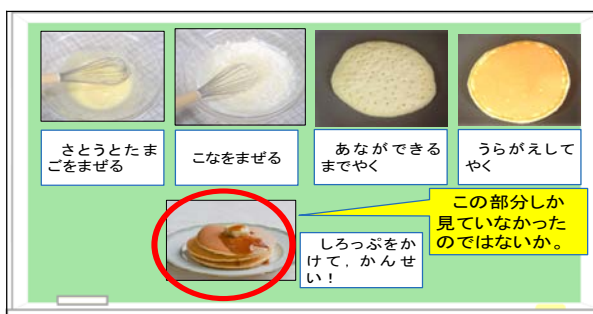 さとうとたま
ごをまぜる
こなをまぜる
あなができる
までやく
うらがえして
やく
この部分しか
見ていなかった
のではないか。
しろっぷをか
けて，かんせ
い！